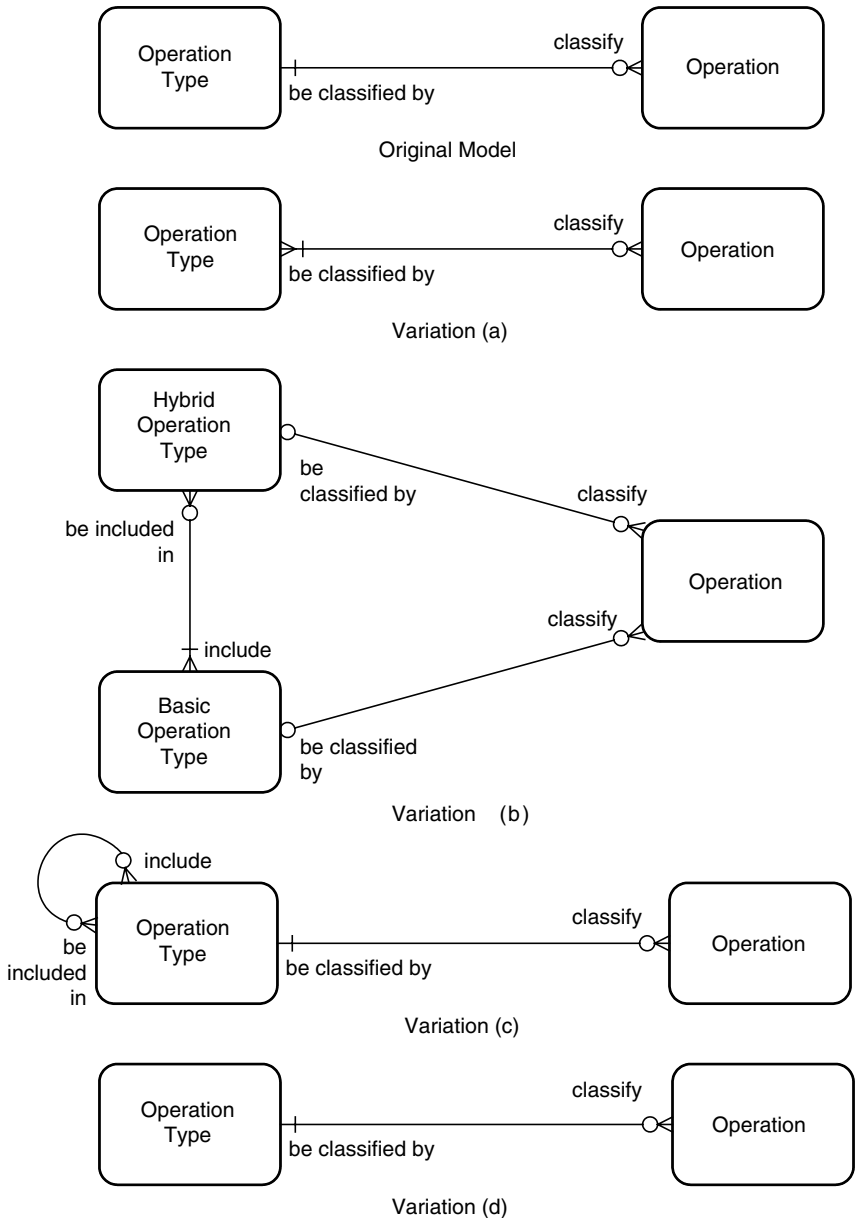 Operation
Type
classify
be classified by
Operation
Original Model
Operation
Type
classify
be classified by
Operation
Variation (a)
Hybrid
Operation
Type
be
classified by
classify
be included
in
Operation
classify
include
Basic
Operation
Type
be classified
by
Variation (b)
include
Operation
Type
be
included
in
classify
be classified by
Operation
Variation (c)
Operation
Type
classify
be classified by
Operation
Variation (d)